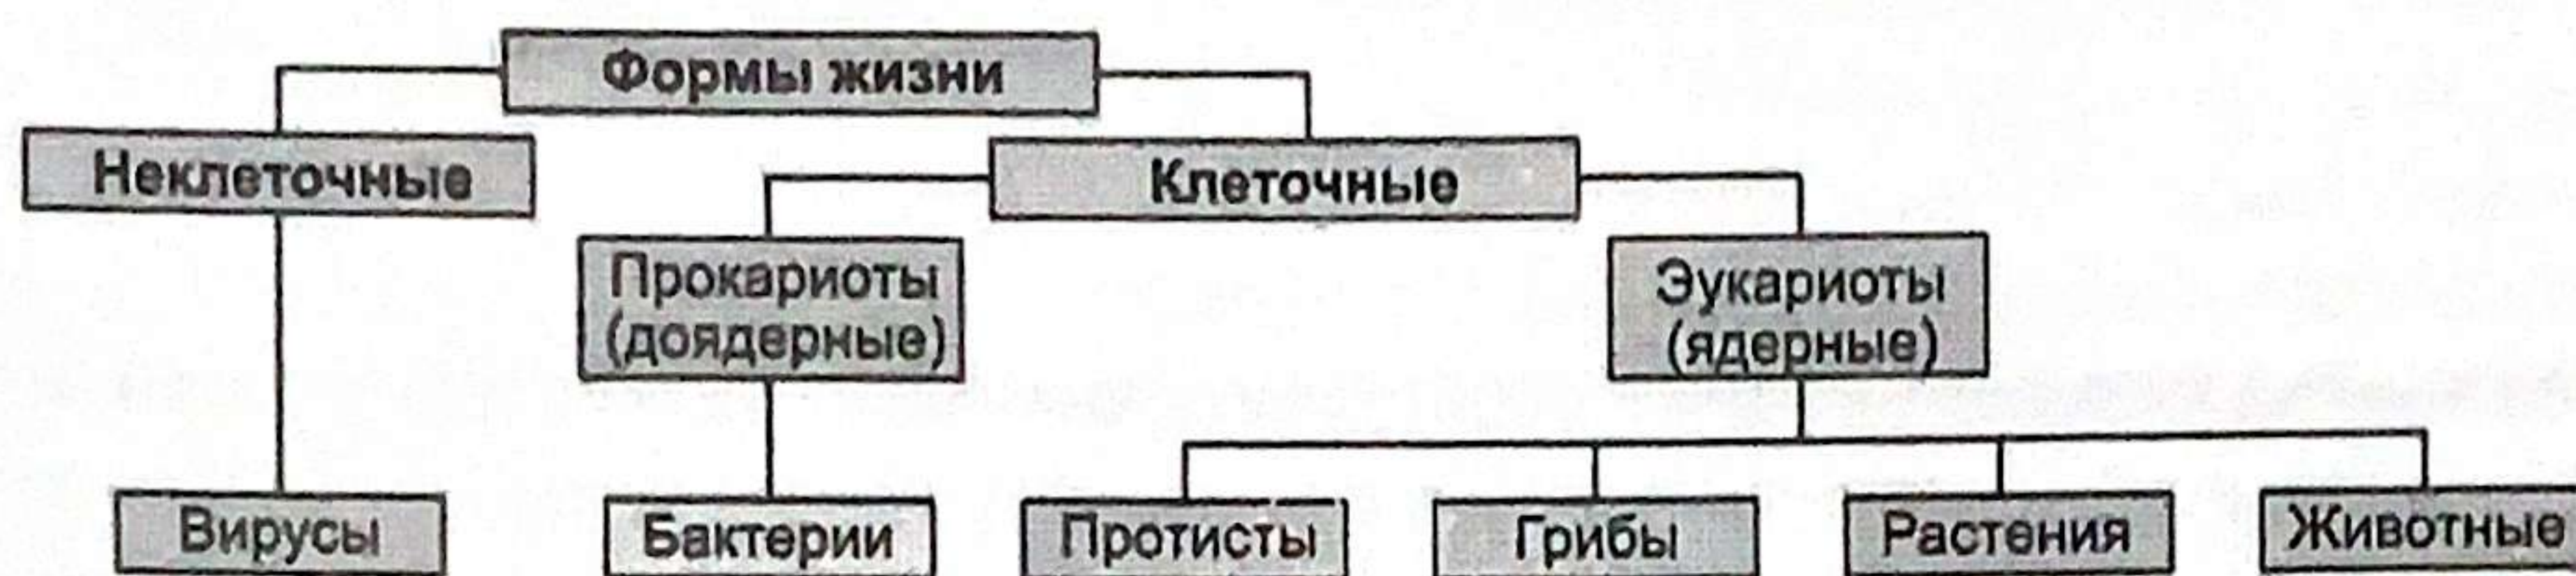 Формы жизни
Неклеточные
Клеточные
Прокариоты
(доядерные)
Эукариоты
(ядерные)
Вирусы
Бактерии
Протисты
Грибы
Растения
Животные